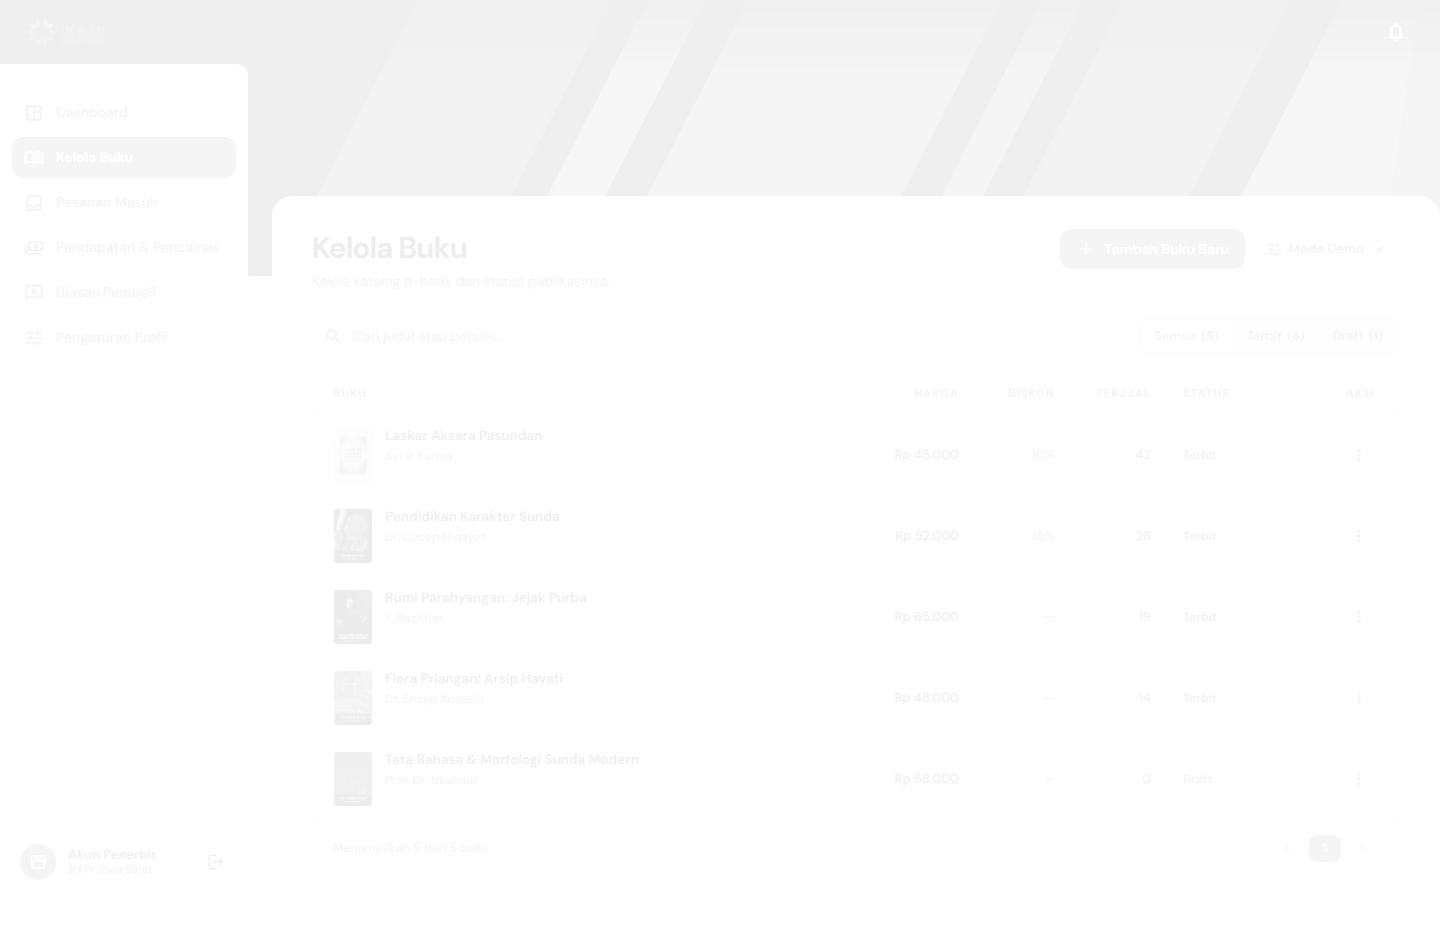 IKAPI
Dashboard
Kelola Buku
Pesanan Masuk
Pendapatan & Pencairan
Ulasan Pembeli
Pengaturan Profil
Akun Penerbit
IKAPI Jawa Barat
Kelola Buku
Kelola katalog e-book dan status publikasinya.
Tambah Buku Baru
Mode Demo
Cari judul atau penulis...
Semua (5)
Terbit (4)
Draft (1)
BUKU HARGA DISKON TERJUAL STATUS AKSI
Laskar Aksara Pasundan
Ayi R. Kurnia
Rp 45.000 10% 42 Terbit
Pendidikan Karakter Sunda
Dr. Cecep Hidayat
Rp 52.000 15% 28 Terbit
Bumi Parahyangan: Jejak Purba
T. Bachtiar
Rp 65.000 — 19 Terbit
Flora Priangan: Arsip Hayati
Dr. Encep Kosasih
Rp 48.000 — 14 Terbit
Tata Bahasa & Morfologi Sunda Modern
Prof. Dr. Iskandar
Rp 58.000 — 0 Draft
Menampilkan 5 dari 5 buku
1